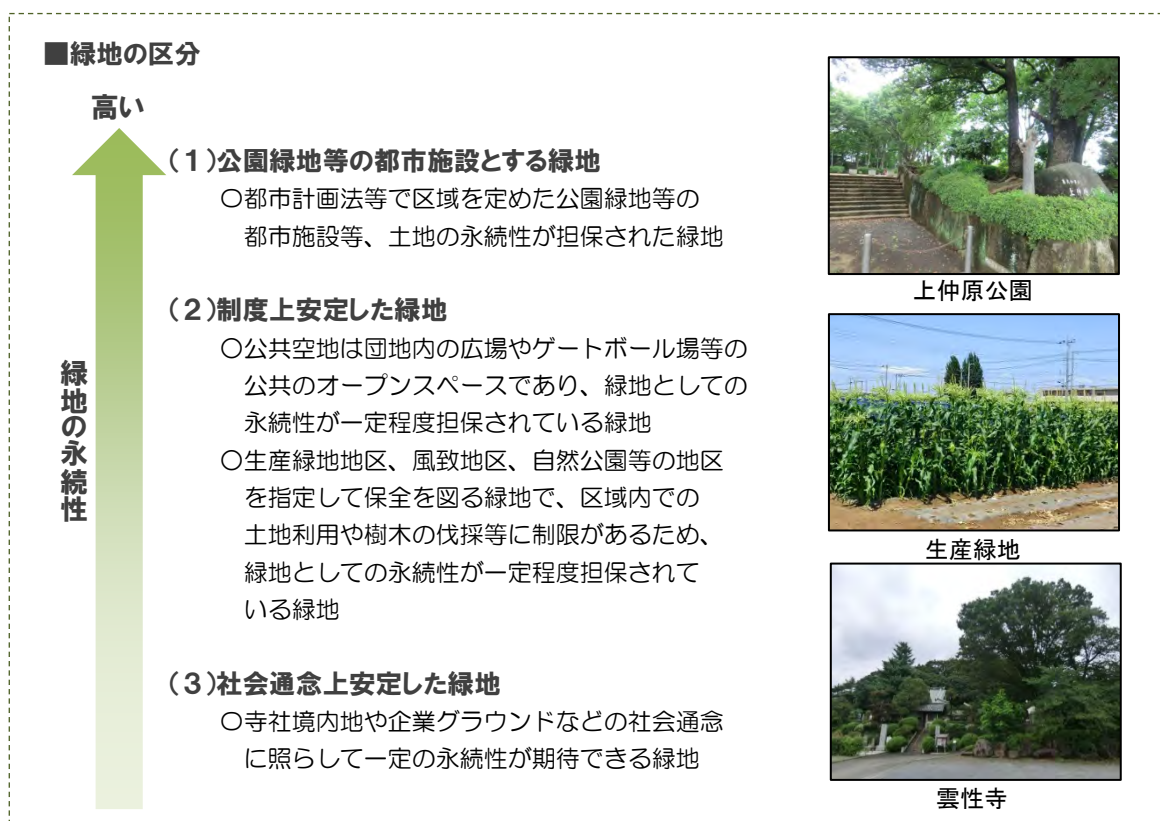 ■緑地の区分
高い
緑地の永続性
（１）公園緑地等の都市施設とする緑地
○都市計画法等で区域を定めた公園緑地等の
都市施設等、土地の永続性が担保された緑地
（２）制度上安定した緑地
○公共空地は団地内の広場やゲートボール場等の
公共のオープンスペースであり、緑地としての
永続性が一定程度担保されている緑地
○生産緑地地区、風致地区、自然公園等の地区
を指定して保全を図る緑地で、区域内での
土地利用や樹木の伐採等に制限があるため、
緑地としての永続性が一定程度担保されて
いる緑地
（３）社会通念上安定した緑地
○寺社境内地や企業グラウンドなどの社会通念
に照らして一定の永続性が期待できる緑地
上仲原公園
生産緑地
雲性寺